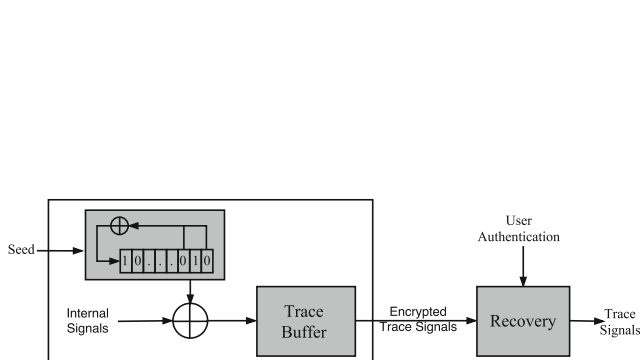 User
Authentication
Seed
1 0 . . . 0 1 0
Internal
Signals
Trace
Buffer
Encrypted
Trace Signals
Recovery
Trace
Signals